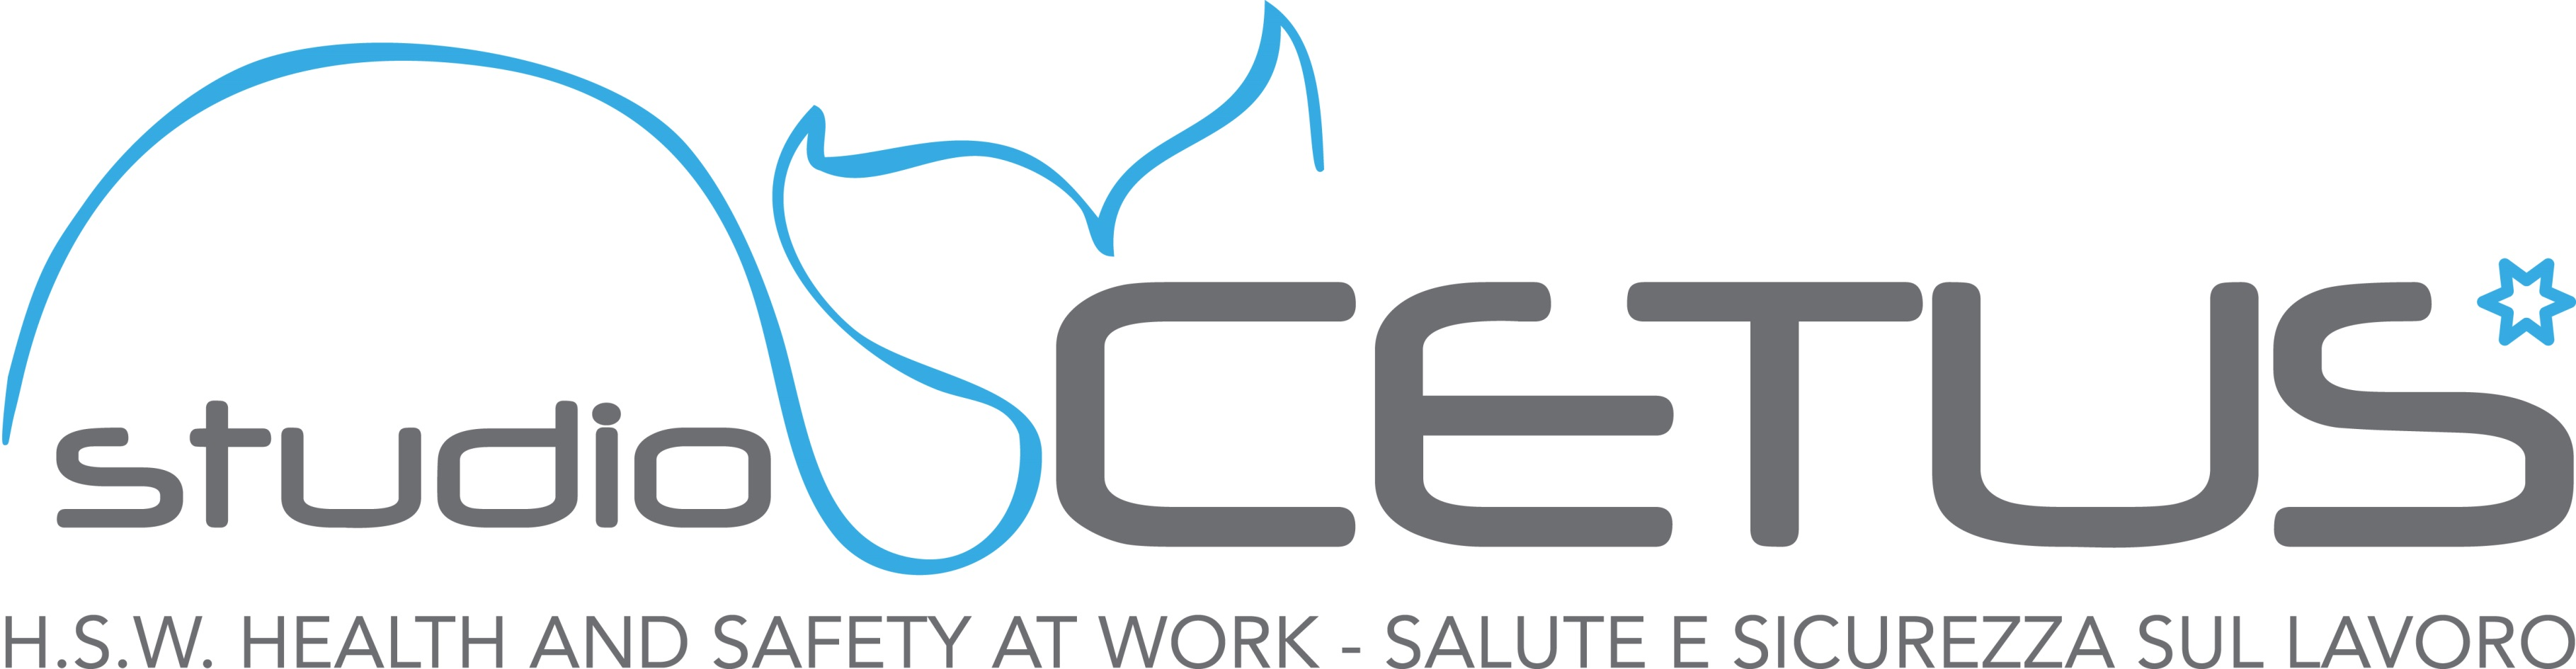 studio CETUS
H.S.W. HEALTH AND SAFETY AT WORK - SALUTE E SICUREZZA SUL LAVORO